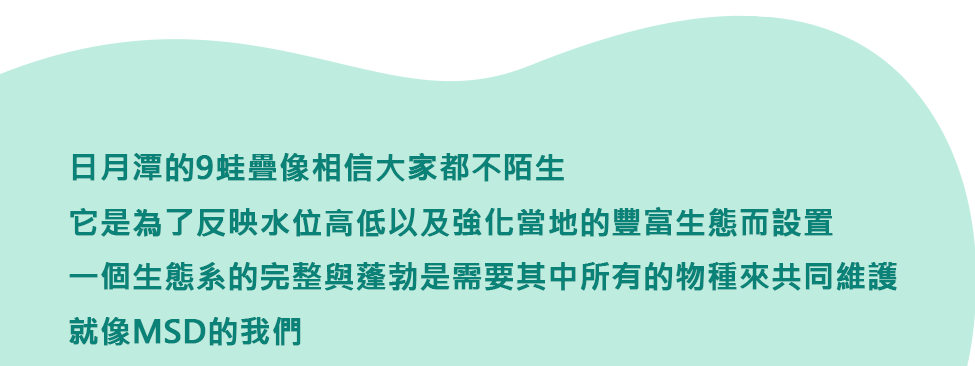 日月潭的9蛙疊像相信大家都不陌生
它是為了反映水位高低以及強化當地的豐富生態而設置
一個生態系的完整與蓬勃是需要其中所有的物種來共同維護
就像MSD的我們